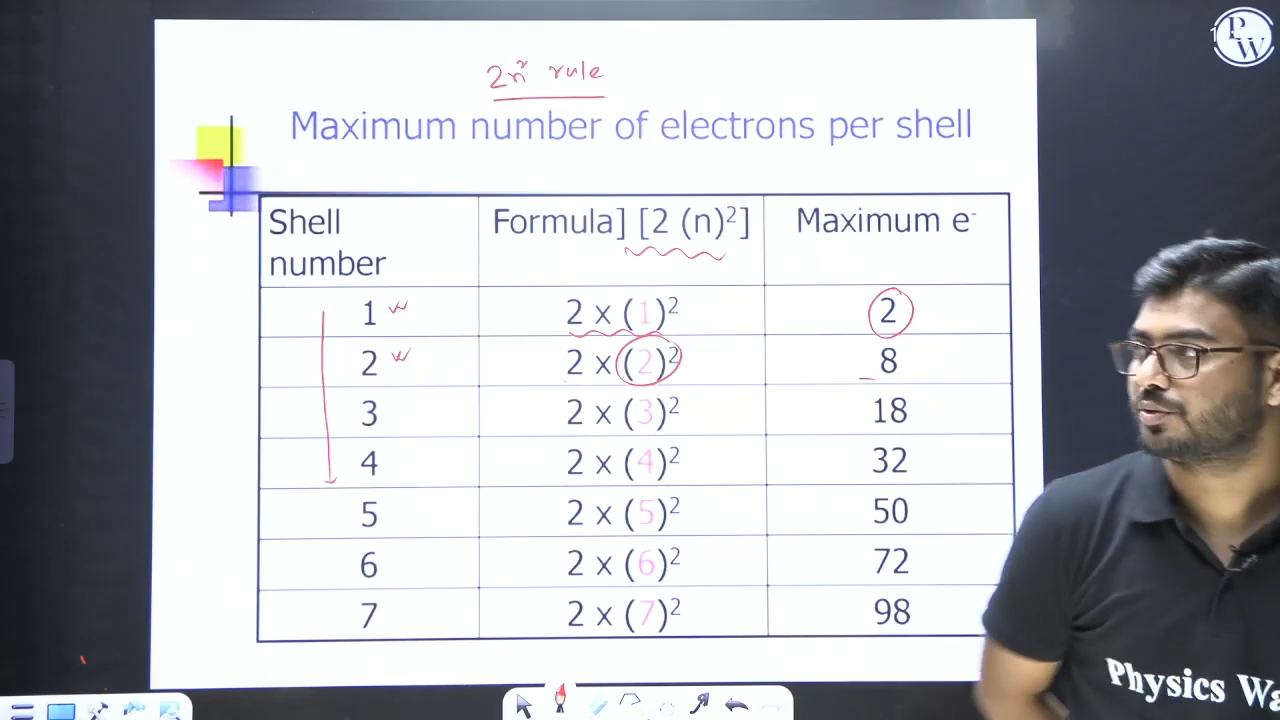 PW
2n² rule
Maximum number of electrons per shell
Shell number Formula] [2 (n)²] Maximum e⁻
1 2 x (1)² 2
2 2 x (2)² 8
3 2 x (3)² 18
4 2 x (4)² 32
5 2 x (5)² 50
6 2 x (6)² 72
7 2 x (7)² 98
Physics Wa